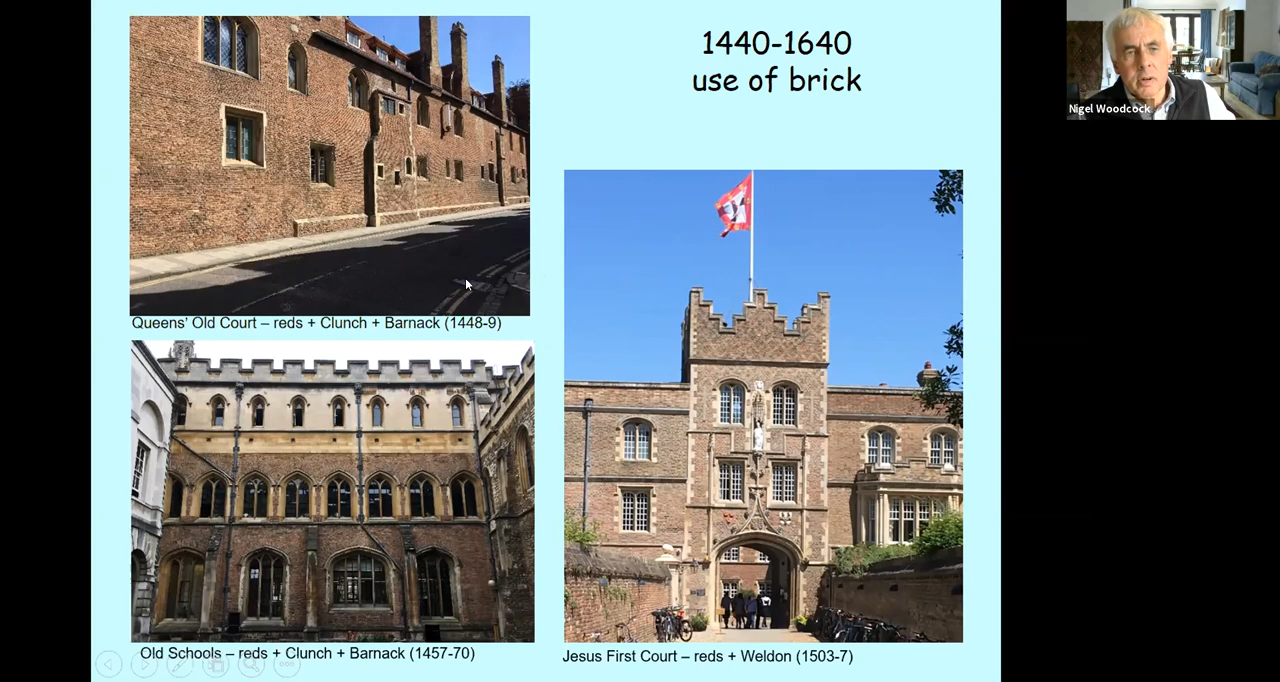 1440-1640
use of brick
Nigel Woodcock
Queens' Old Court – reds + Clunch + Barnack (1448-9)
Old Schools – reds + Clunch + Barnack (1457-70)
Jesus First Court – reds + Weldon (1503-7)